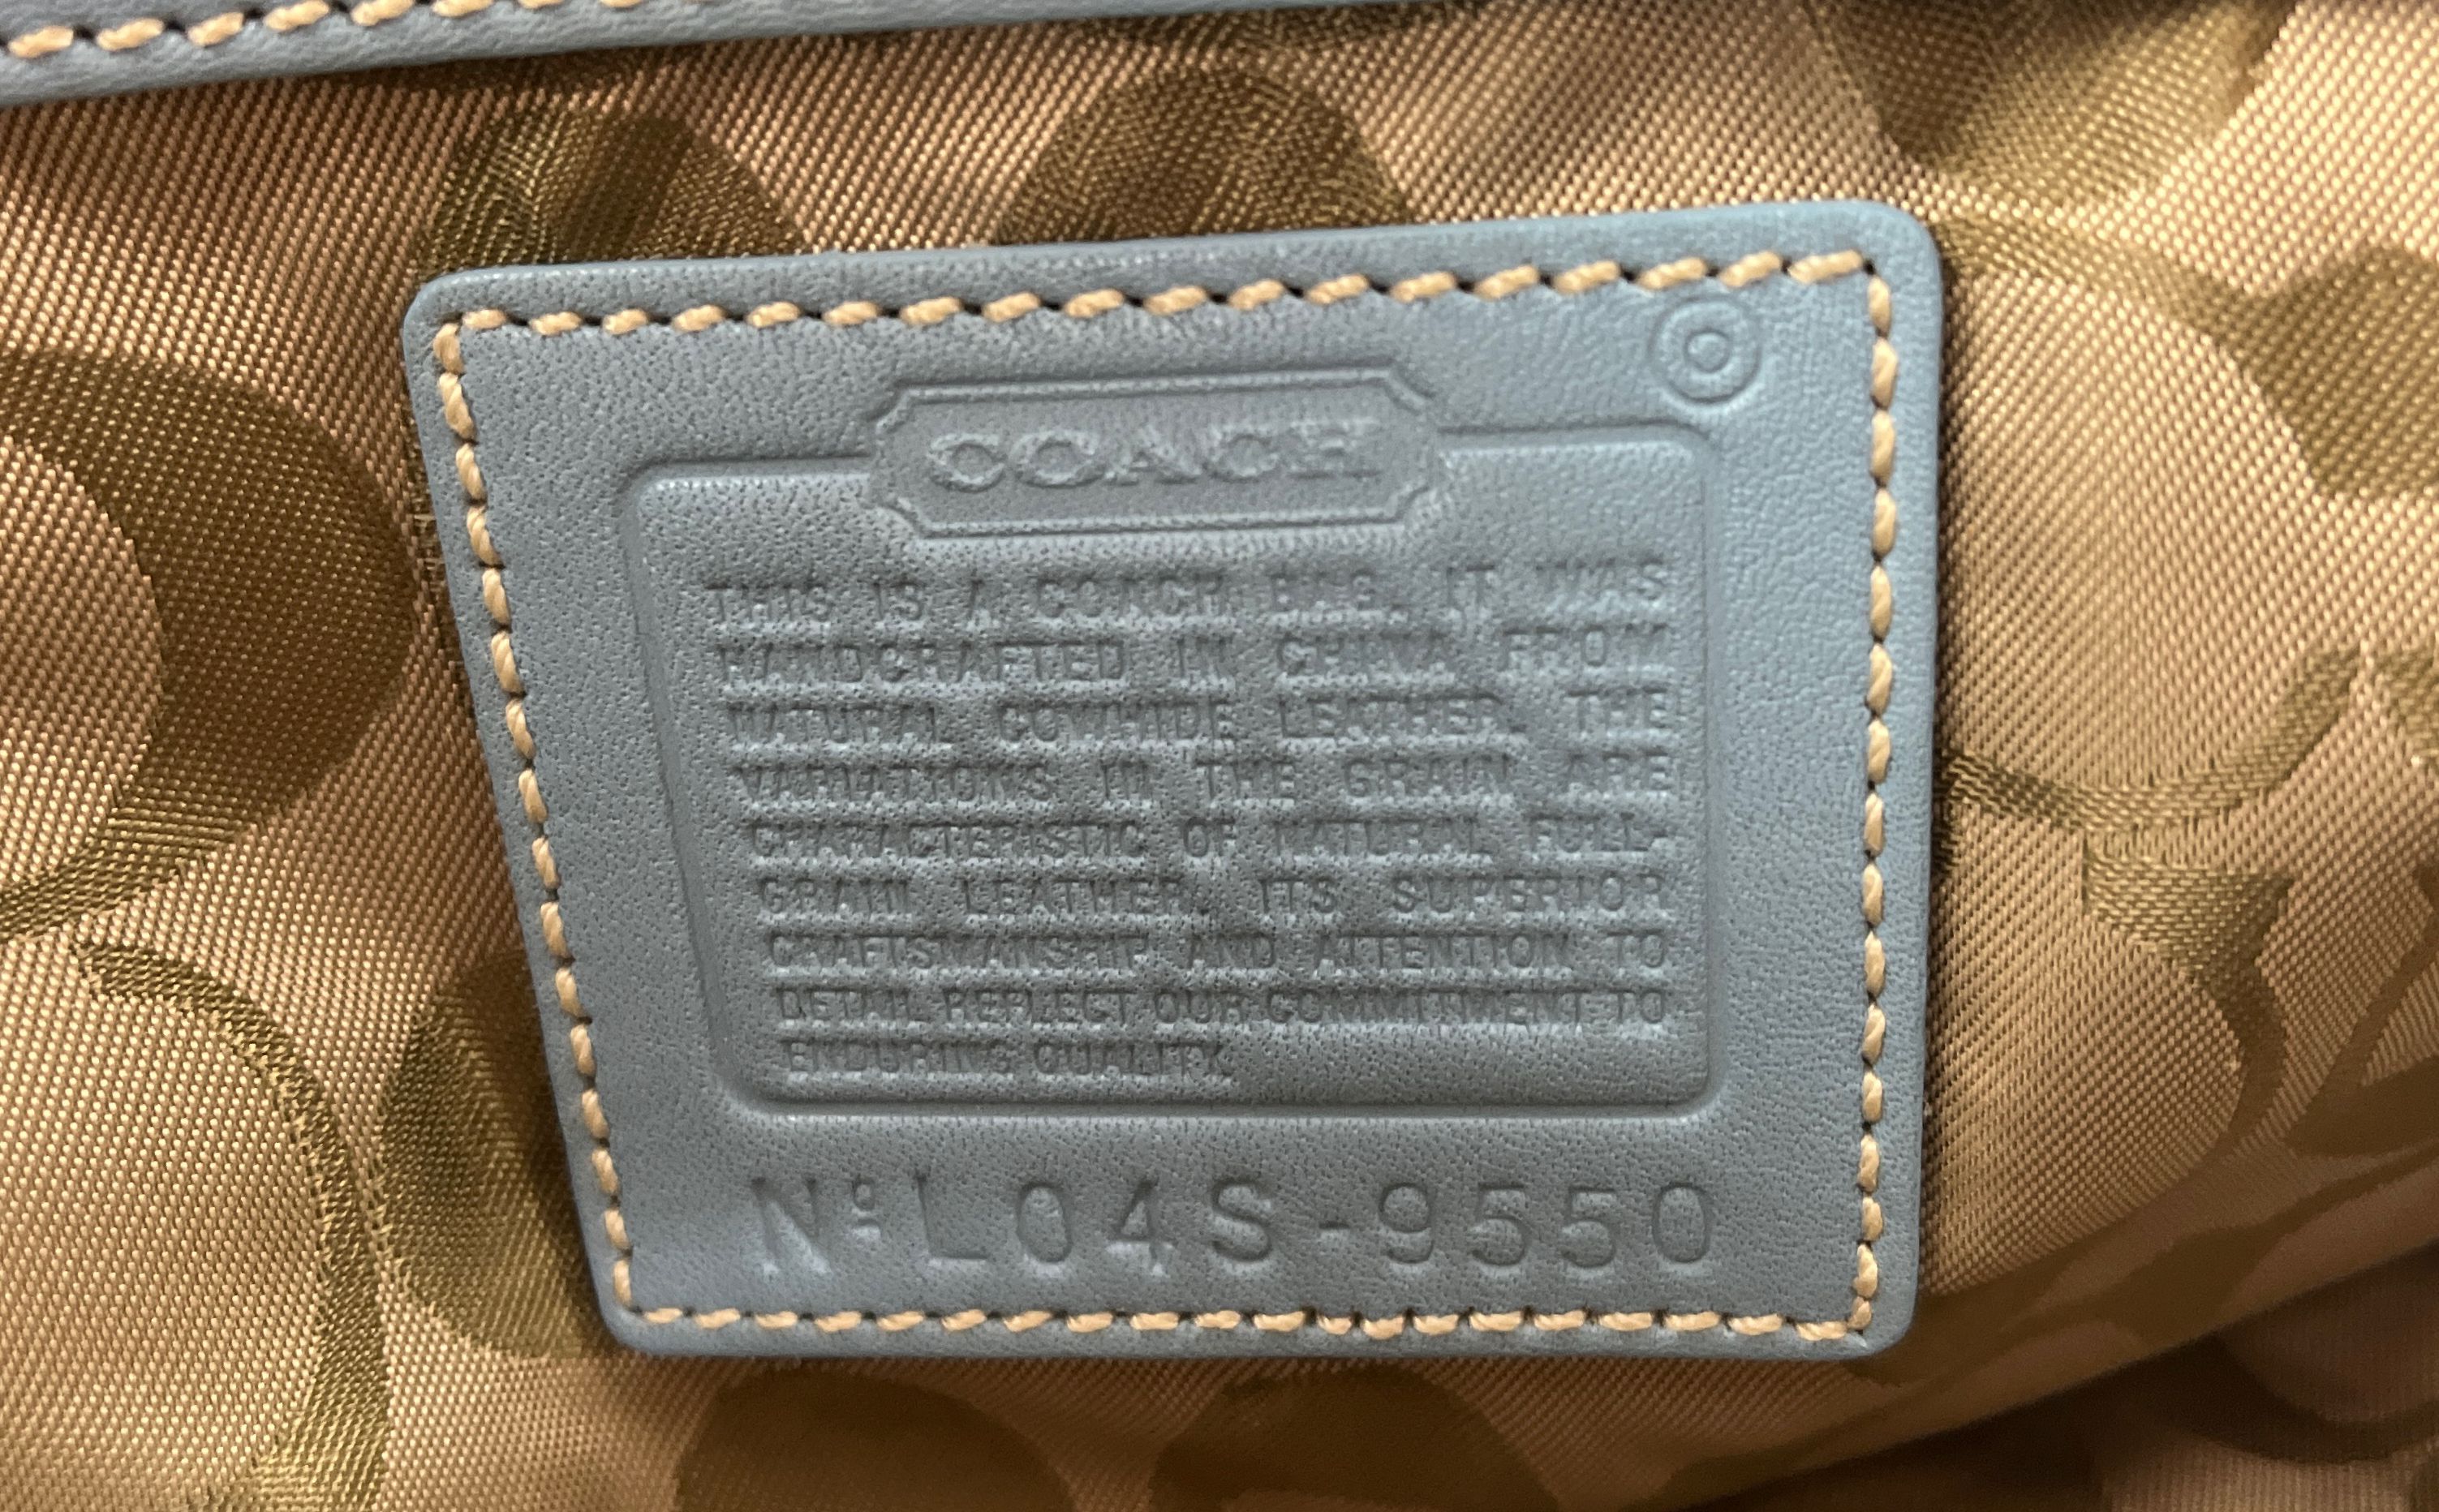 COACH
THIS IS A COACH BAG. IT WAS
HANDCRAFTED IN CHINA FROM
NATURAL COWHIDE LEATHER. THE
VARIATIONS IN THE GRAIN ARE
CHARACTERISTIC OF NATURAL FULL-
GRAIN LEATHER. ITS SUPERIOR
CRAFTSMANSHIP AND ATTENTION TO
DETAIL REFLECT OUR COMMITMENT TO
ENDURING QUALITY.
Nº L04S-9550